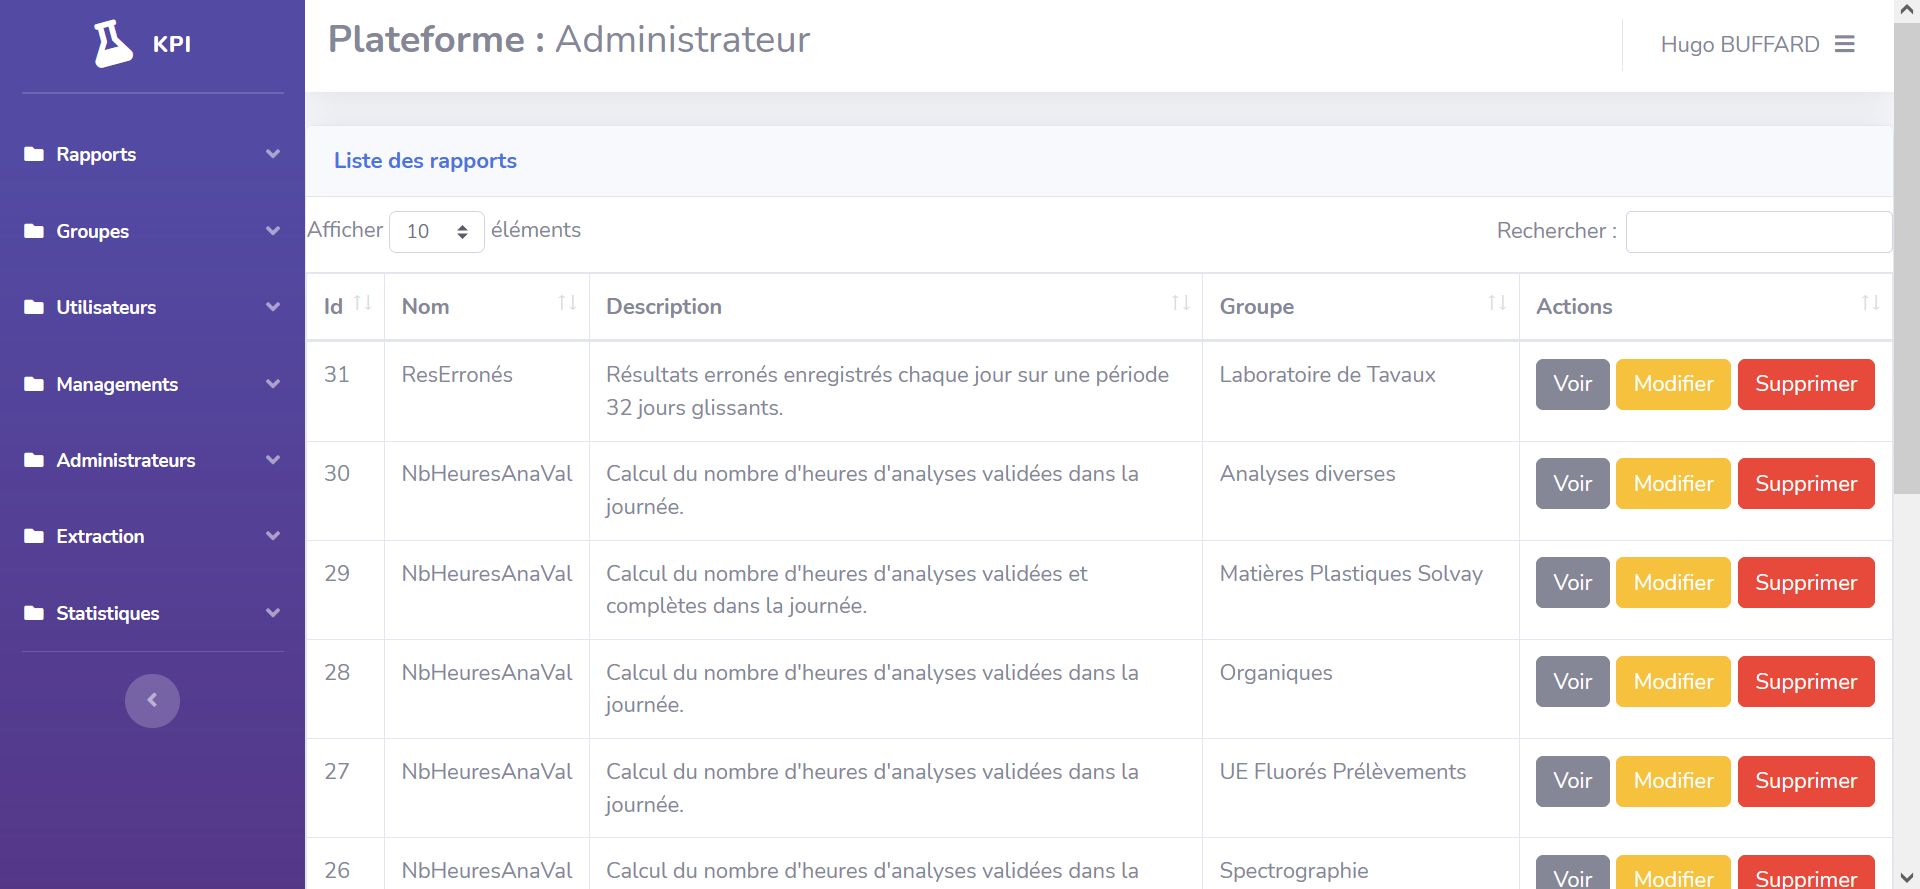 KPI
Plateforme : Administrateur
Hugo BUFFARD
Rapports
Groupes
Utilisateurs
Managements
Administrateurs
Extraction
Statistiques
Liste des rapports
Afficher 10 éléments
Rechercher :
Id Nom Description Groupe Actions
31 ResErronés Résultats erronés enregistrés chaque jour sur une période Laboratoire de Tavaux Voir Modifier Supprimer
32 jours glissants.
30 NbHeuresAnaVal Calcul du nombre d'heures d'analyses validées dans la Analyses diverses Voir Modifier Supprimer
journée.
29 NbHeuresAnaVal Calcul du nombre d'heures d'analyses validées et Matières Plastiques Solvay Voir Modifier Supprimer
complètes dans la journée.
28 NbHeuresAnaVal Calcul du nombre d'heures d'analyses validées dans la Organiques Voir Modifier Supprimer
journée.
27 NbHeuresAnaVal Calcul du nombre d'heures d'analyses validées dans la UE Fluorés Prélèvements Voir Modifier Supprimer
journée.
26 NbHeuresAnaVal Calcul du nombre d'heures d'analyses validées dans la Spectrographie Voir Modifier Supprimer